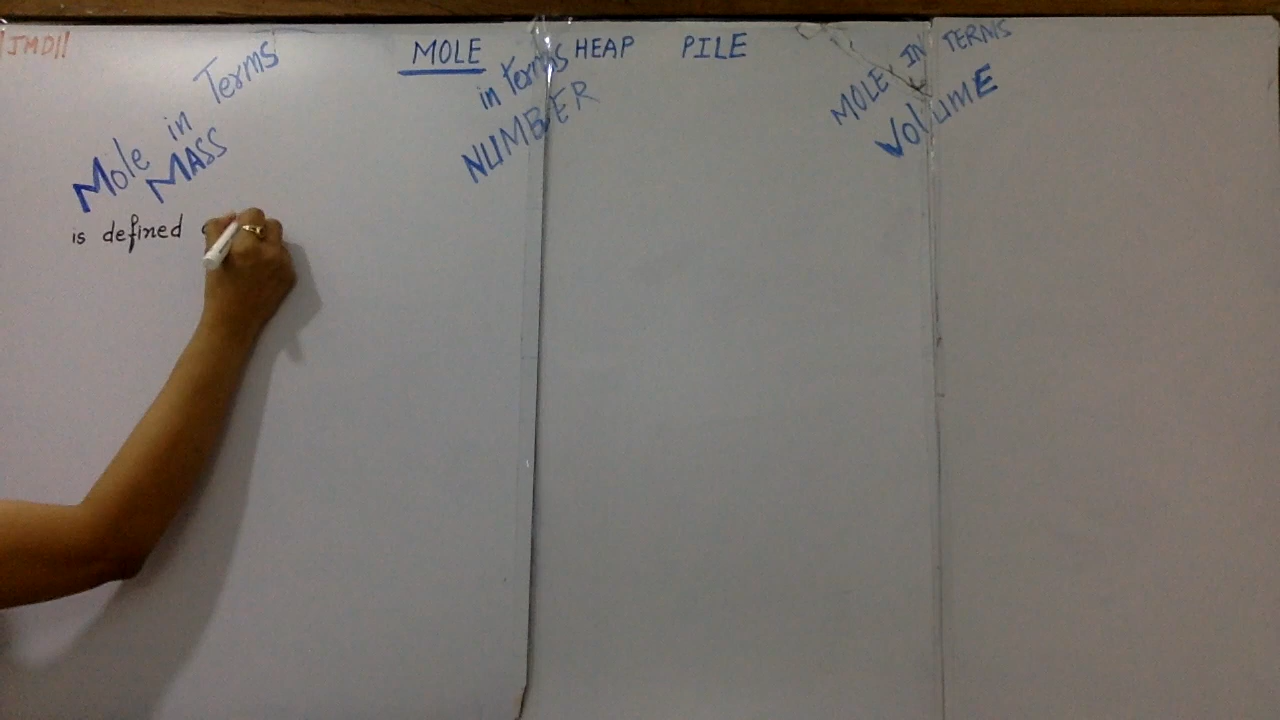 ||JMD||
MOLE HEAP PILE
Mole in Terms
MASS
is defined
in terms
NUMBER
MOLE IN TERMS
VOLUME